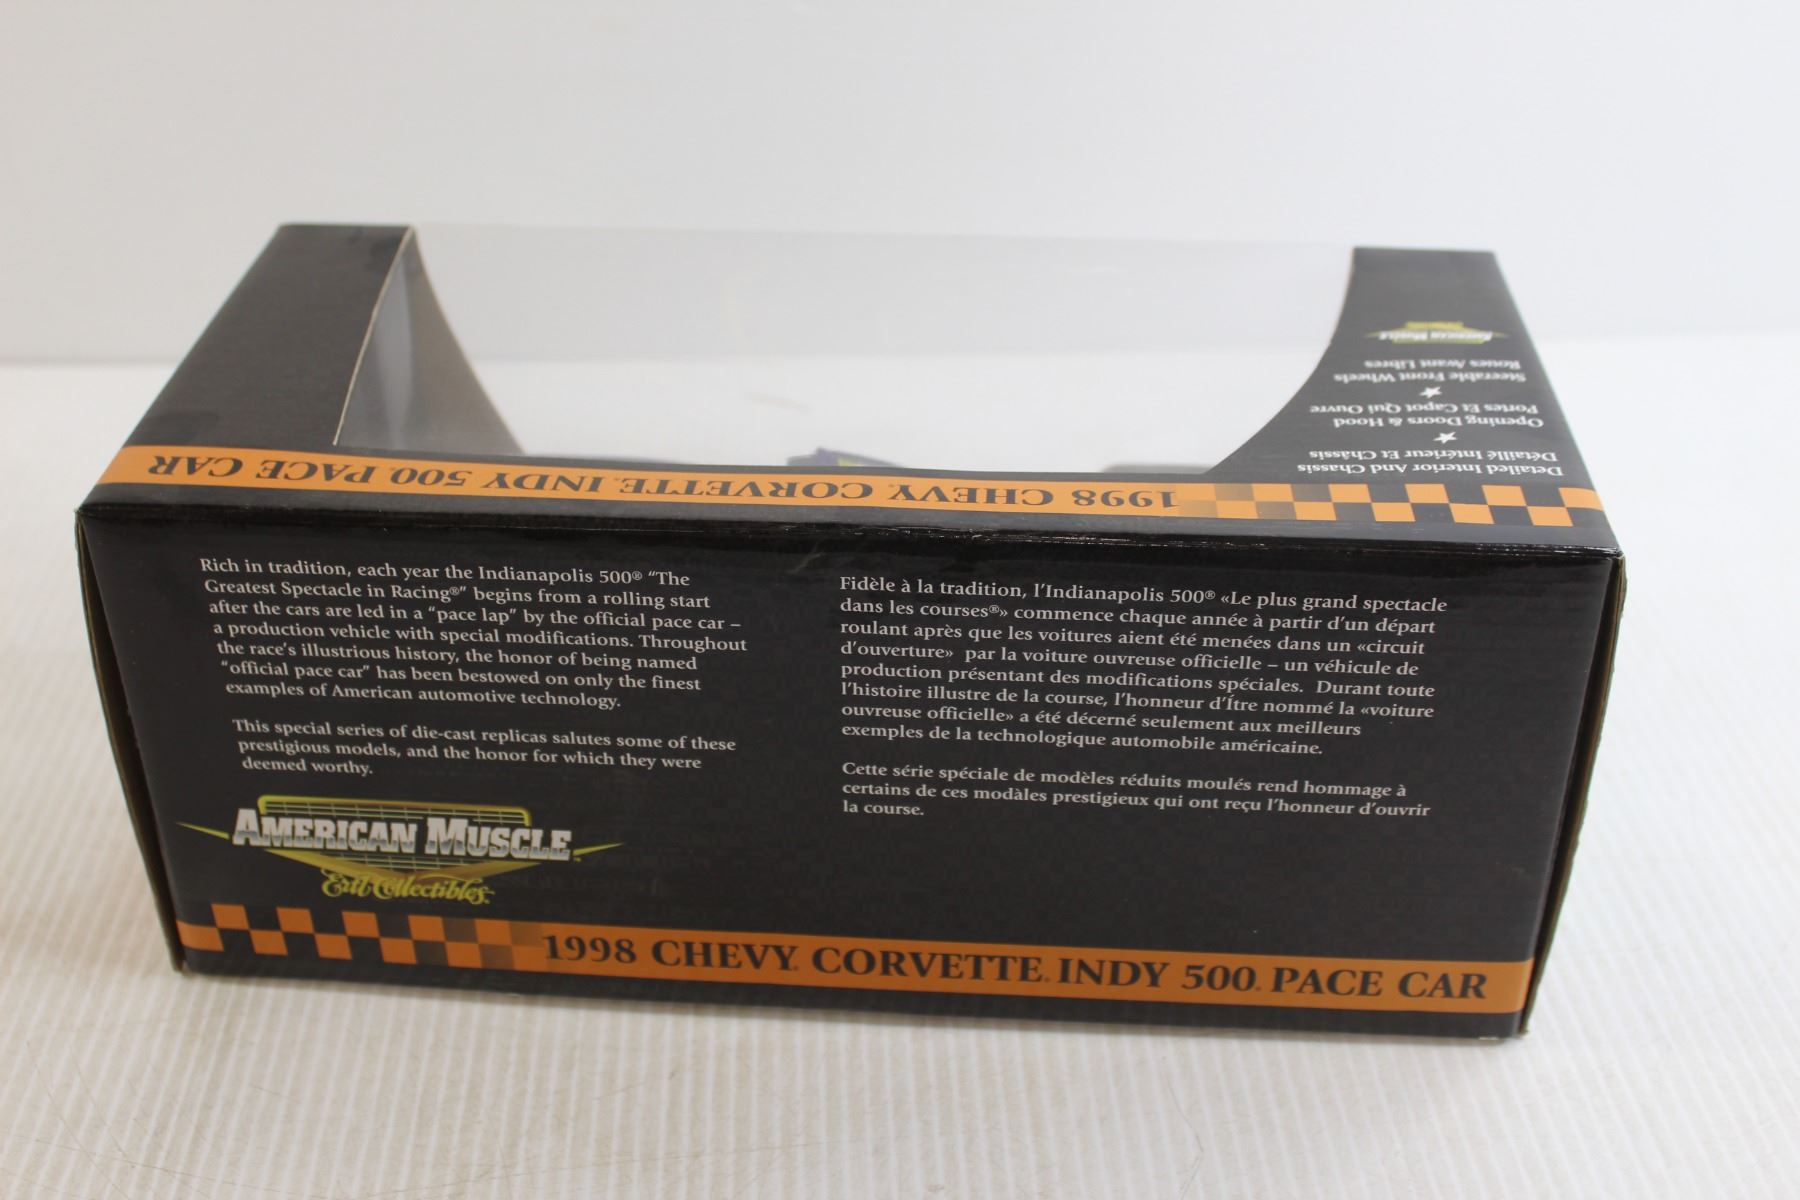 AMERICAN MUSCLE
Steerable Front Wheels
Roues Avant Libres
Opening Doors & Hood
Portes Et Capot Qui Ouvre
Detailed Interior And Chassis
Détaillé Intérieur Et Châssis
1998 CHEVY CORVETTE INDY 500 PACE CAR
Rich in tradition, each year the Indianapolis 500® “The
Greatest Spectacle in Racing®” begins from a rolling start
after the cars are led in a “pace lap” by the official pace car –
a production vehicle with special modifications. Throughout
the race's illustrious history, the honor of being named
“official pace car” has been bestowed on only the finest
examples of American automotive technology.
This special series of die-cast replicas salutes some of these
prestigious models, and the honor for which they were
deemed worthy.
Fidèle à la tradition, l'Indianapolis 500® «Le plus grand spectacle
dans les courses®» commence chaque année à partir d'un départ
roulant après que les voitures aient été menées dans un «circuit
d'ouverture» par la voiture ouvreuse officielle – un véhicule de
production présentant des modifications spéciales. Durant toute
l'histoire illustre de la course, l'honneur d'Ître nommé la «voiture
ouvreuse officielle» a été décerné seulement aux meilleurs
exemples de la technologique automobile américaine.
Cette série spéciale de modèles réduits moulés rend hommage à
certains de ces modàles prestigieux qui ont reçu l'honneur d'ouvrir
la course.
AMERICAN MUSCLE™
Ertl Collectibles
1998 CHEVY CORVETTE INDY 500 PACE CAR